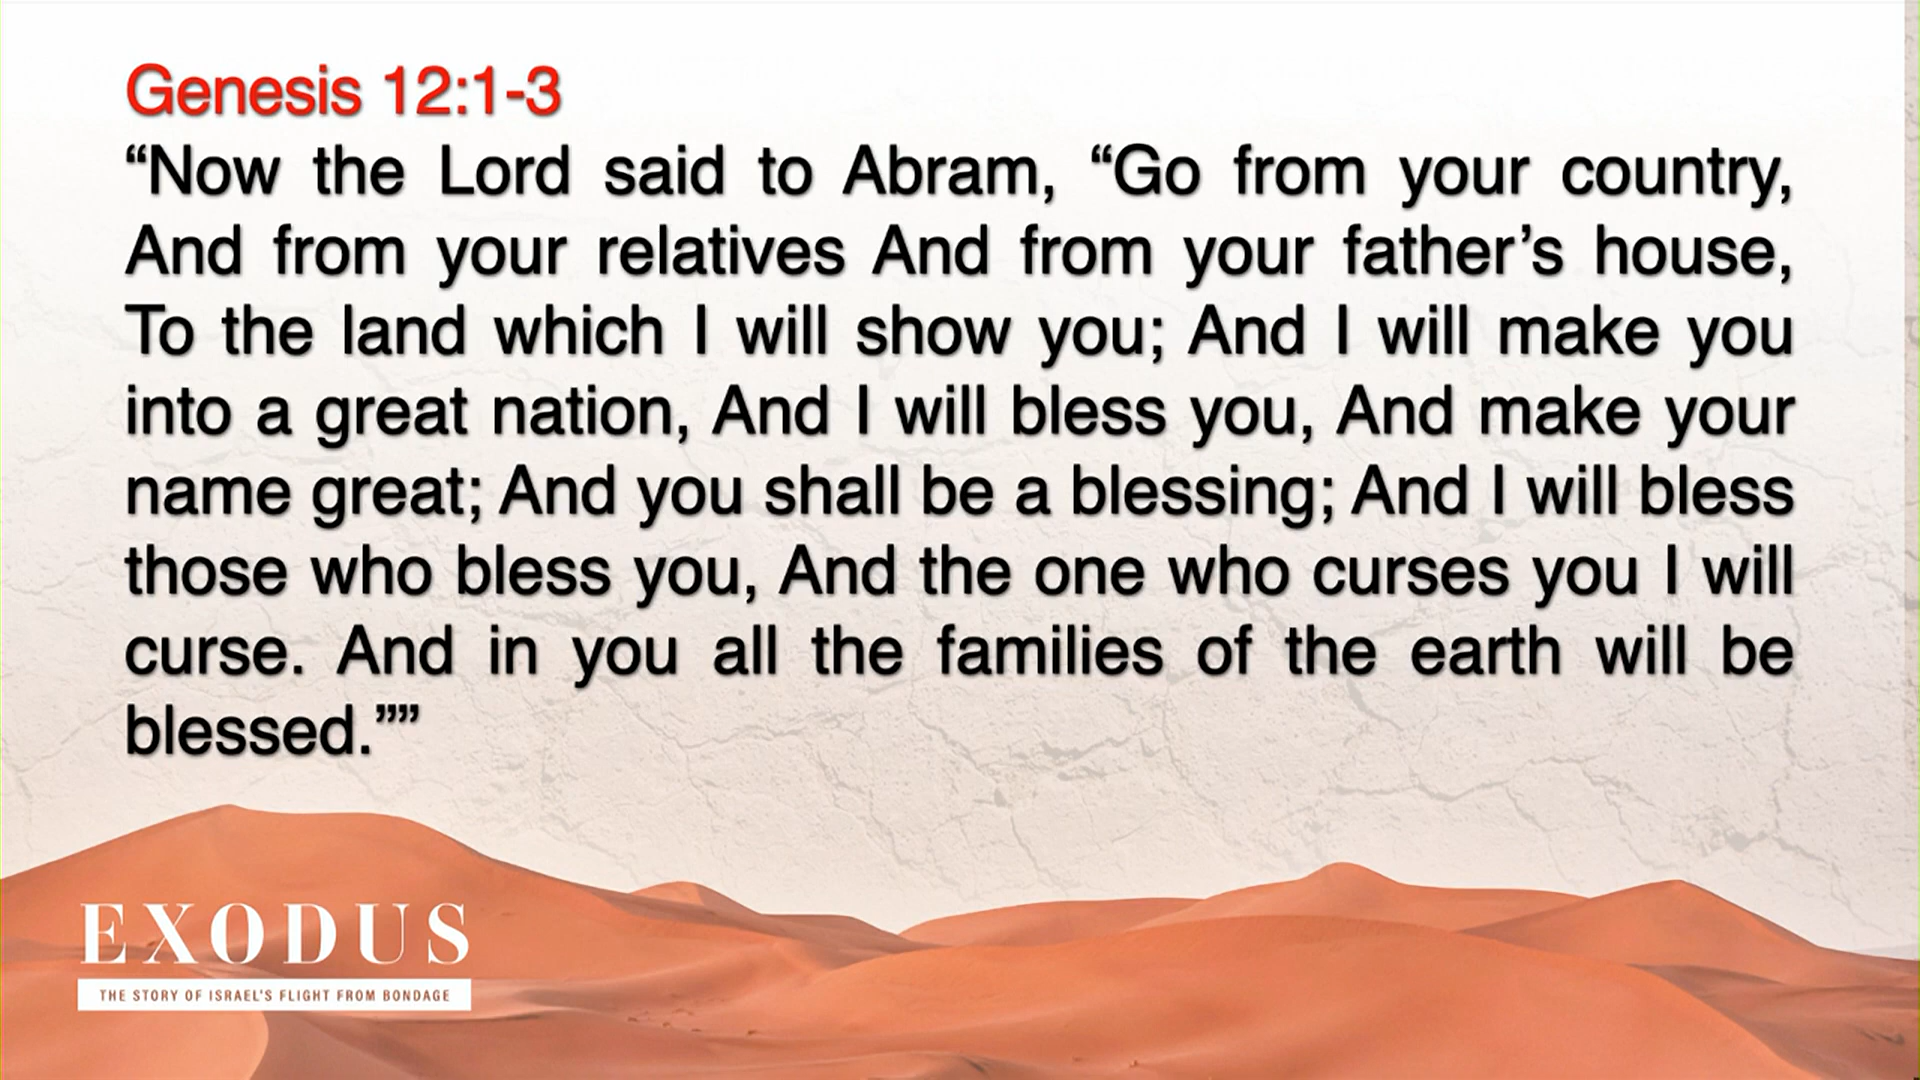 Genesis 12:1-3
“Now the Lord said to Abram, “Go from your country,
And from your relatives And from your father’s house,
To the land which I will show you; And I will make you
into a great nation, And I will bless you, And make your
name great; And you shall be a blessing; And I will bless
those who bless you, And the one who curses you I will
curse. And in you all the families of the earth will be
blessed.””
EXODUS
THE STORY OF ISRAEL'S FLIGHT FROM BONDAGE